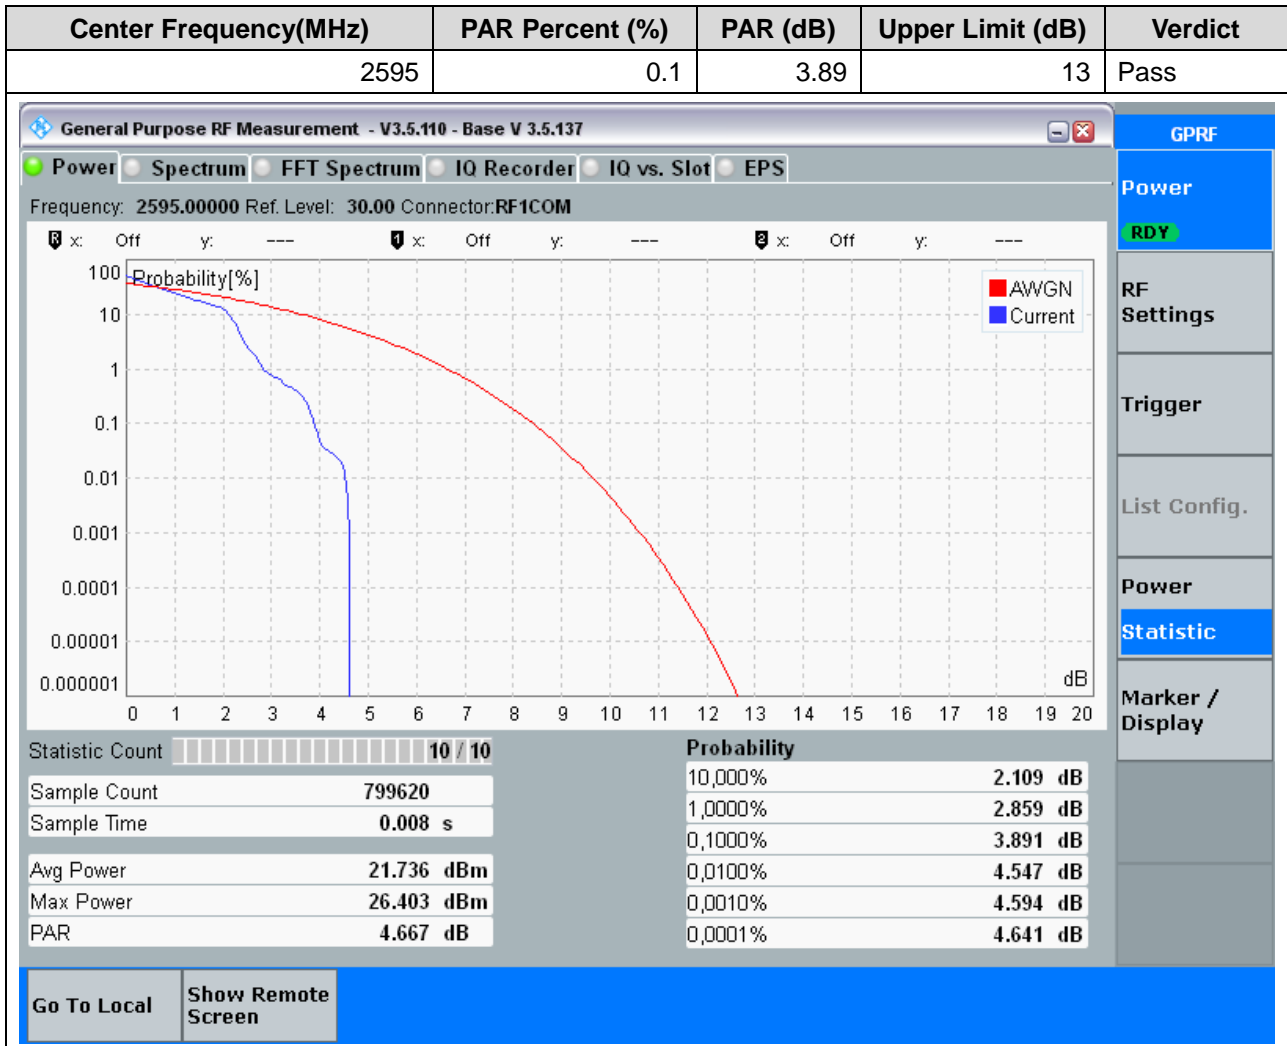 Center Frequency(MHz) PAR Percent (%) PAR (dB) Upper Limit (dB) Verdict
2595 0.1 3.89 13 Pass
General Purpose RF Measurement - V3.5.110 - Base V 3.5.137
GPRF
Power Spectrum FFT Spectrum IQ Recorder IQ vs. Slot EPS
Power
RDY
Frequency: 2595.00000 Ref. Level: 30.00 Connector:RF1COM
R x: Off y: --- 1 x: Off y: --- 2 x: Off y: ---
Probability[%]
AWGN
Current
100
10
1
0.1
0.01
0.001
0.0001
0.00001
0.000001
dB
0 1 2 3 4 5 6 7 8 9 10 11 12 13 14 15 16 17 18 19 20
RF
Settings
Trigger
List Config.
Power
Statistic
Marker /
Display
Statistic Count 10 / 10
Sample Count 799620
Sample Time 0.008 s
Avg Power 21.736 dBm
Max Power 26.403 dBm
PAR 4.667 dB
Probability
10,000% 2.109 dB
1,0000% 2.859 dB
0,1000% 3.891 dB
0,0100% 4.547 dB
0,0010% 4.594 dB
0,0001% 4.641 dB
Go To Local
Show Remote
Screen